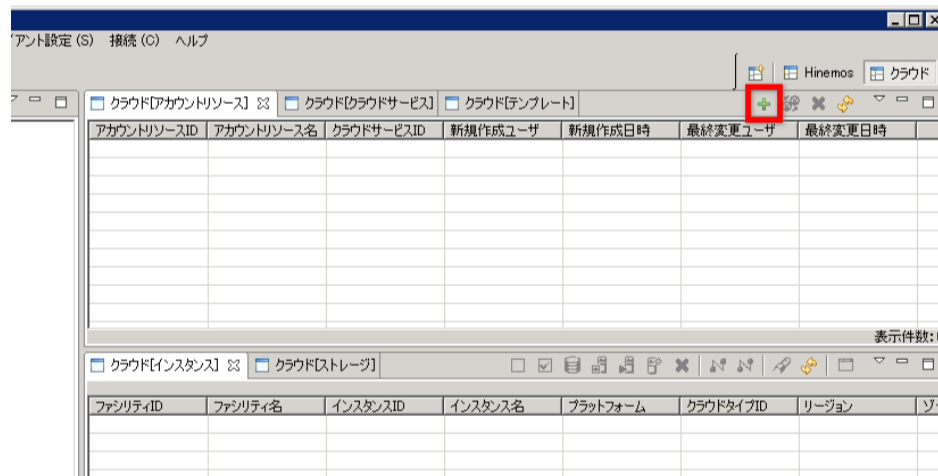 イアント設定(S) 接続(C) ヘルプ
Hinemos クラウド
クラウド[アカウントリソース] クラウド[クラウドサービス] クラウド[テンプレート]
アカウントリソースID アカウントリソース名 クラウドサービスID 新規作成ユーザ 新規作成日時 最終変更ユーザ 最終変更日時
表示件数:
クラウド[インスタンス] クラウド[ストレージ]
ファシリティID ファシリティ名 インスタンスID インスタンス名 プラットフォーム クラウドタイプID リージョン